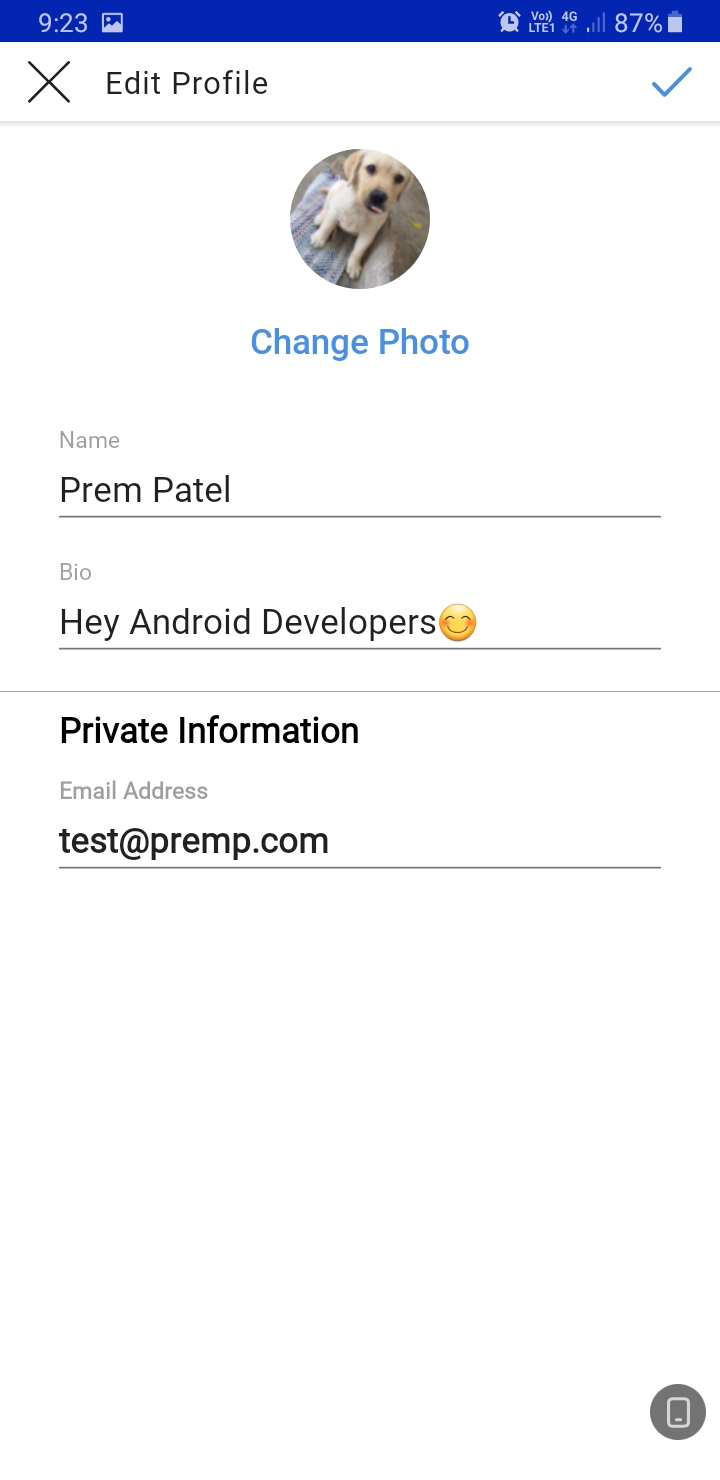 9:23 Vo)) LTE1 4G 87%
Edit Profile
Change Photo
Name
Prem Patel
Bio
Hey Android Developers😊
Private Information
Email Address
test@premp.com